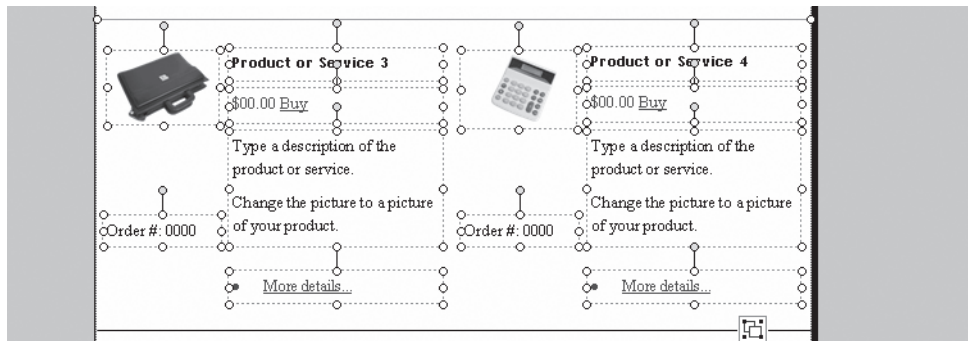 Product or Service 3
$00.00 Buy
Type a description of the
product or service.
Change the picture to a picture
of your product.
Order #: 0000
More details...
Product or Service 4
$00.00 Buy
Type a description of the
product or service.
Change the picture to a picture
of your product.
Order #: 0000
More details...